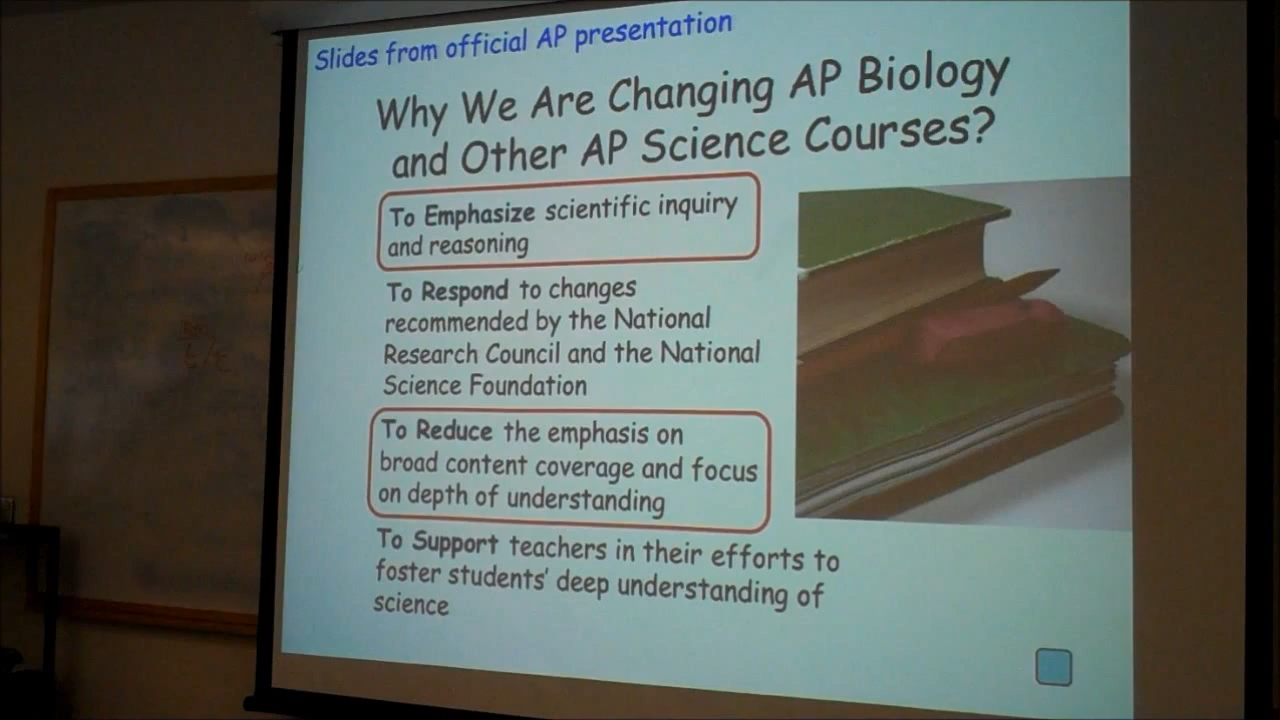 Slides from official AP presentation
Why We Are Changing AP Biology
and Other AP Science Courses?
To Emphasize scientific inquiry
and reasoning
To Respond to changes
recommended by the National
Research Council and the National
Science Foundation
To Reduce the emphasis on
broad content coverage and focus
on depth of understanding
To Support teachers in their efforts to
foster students' deep understanding of
science